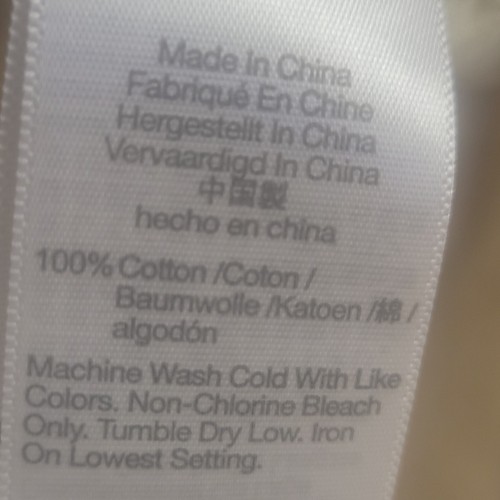 Made In China
Fabriqué En Chine
Hergestellt In China
Vervaardigd In China
中国製
hecho en china
100% Cotton /Coton /
Baumwolle /Katoen /綿 /
algodón
Machine Wash Cold With Like
Colors. Non-Chlorine Bleach
Only. Tumble Dry Low. Iron
On Lowest Setting.